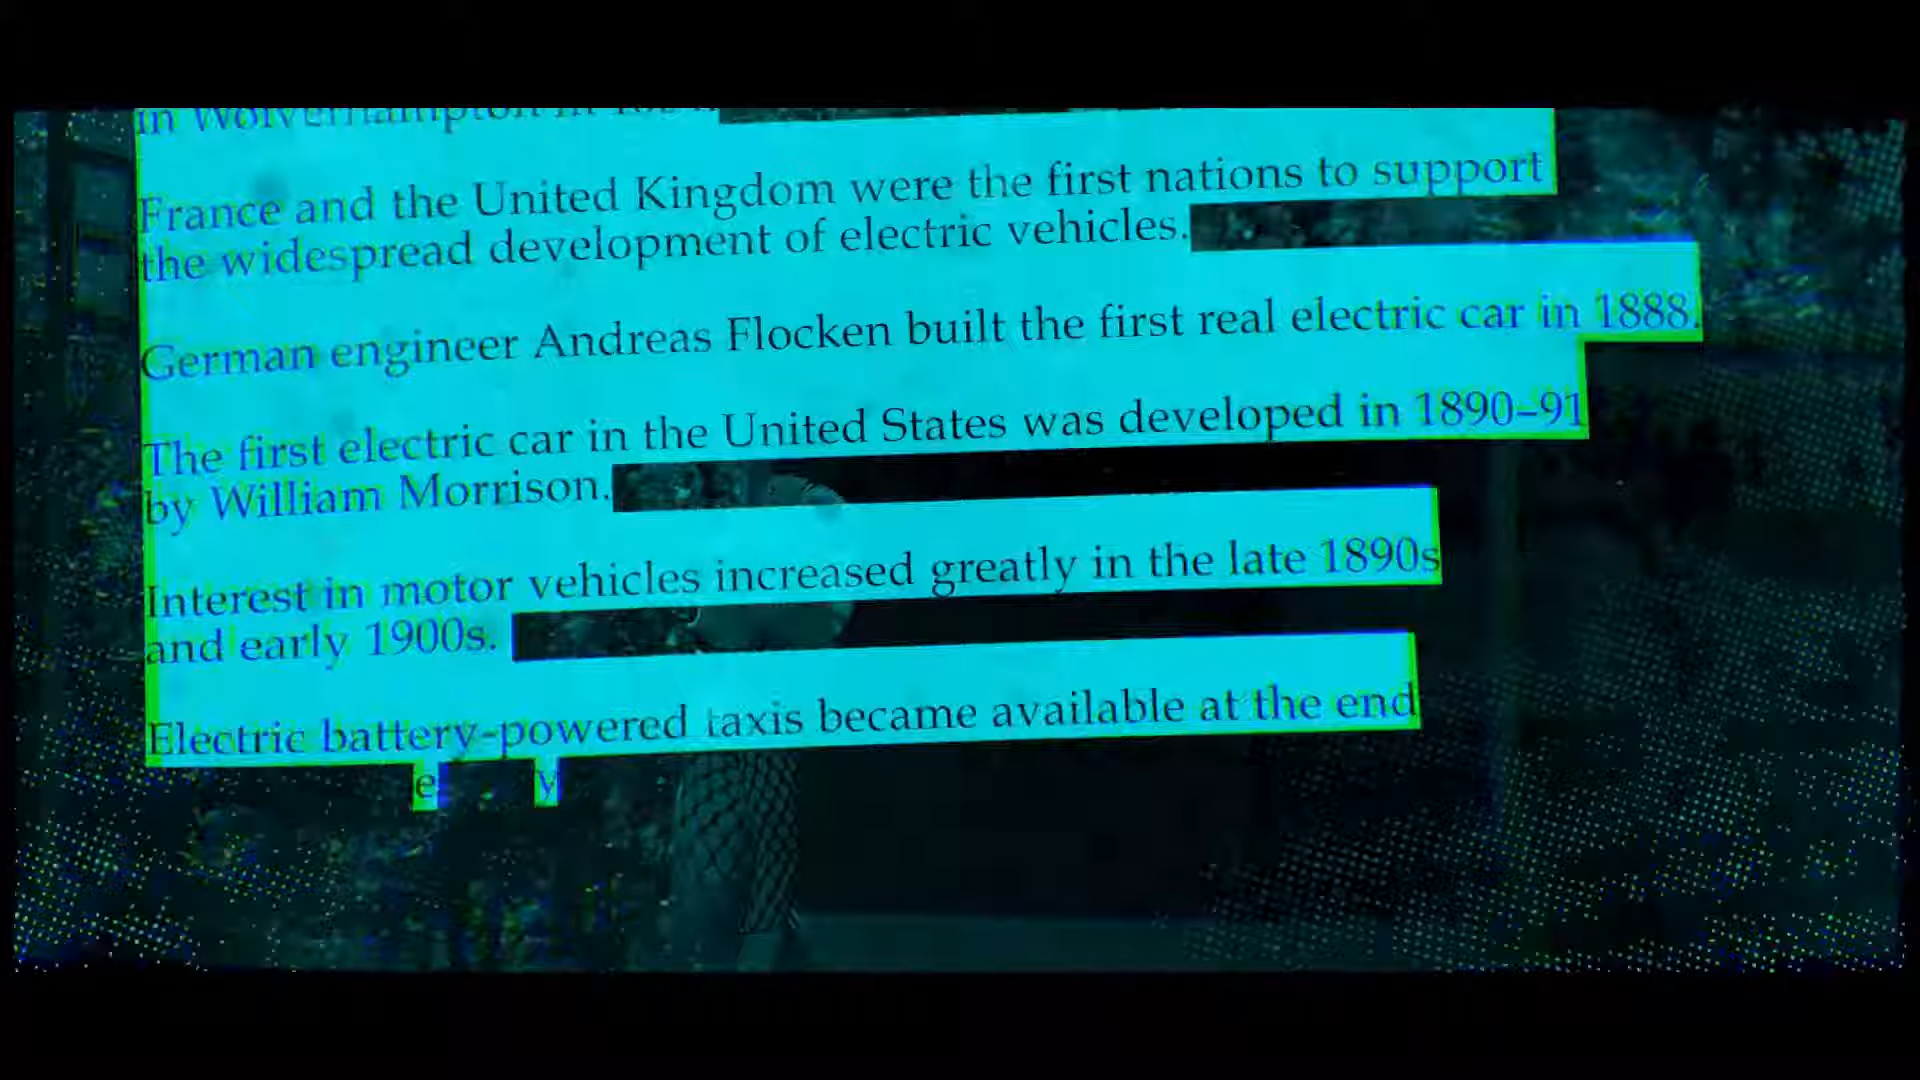 in Wolverhampton in
France and the United Kingdom were the first nations to support
the widespread development of electric vehicles.
German engineer Andreas Flocken built the first real electric car in 1888.
The first electric car in the United States was developed in 1890–91
by William Morrison.
Interest in motor vehicles increased greatly in the late 1890s
and early 1900s.
Electric battery-powered taxis became available at the end
e y